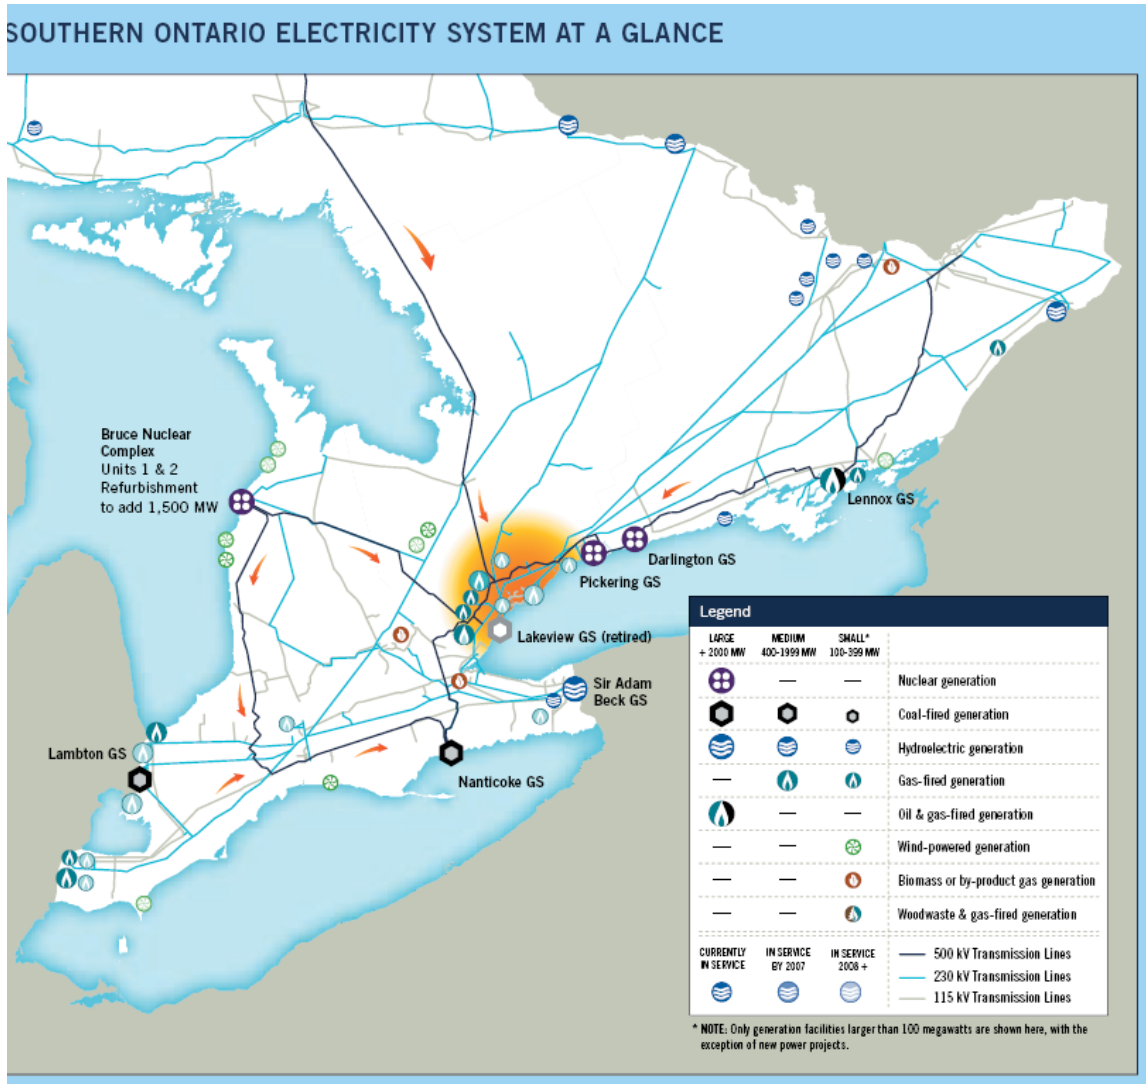 SOUTHERN ONTARIO ELECTRICITY SYSTEM AT A GLANCE
Bruce Nuclear
Complex
Units 1 & 2
Refurbishment
to add 1,500 MW
Lennox GS
Darlington GS
Pickering GS
Lakeview GS (retired)
Sir Adam
Beck GS
Lambton GS
Nanticoke GS
Legend
LARGE
+ 2000 MW
MEDIUM
400-1999 MW
SMALL*
100-399 MW
Nuclear generation
Coal-fired generation
Hydroelectric generation
Gas-fired generation
Oil & gas-fired generation
Wind-powered generation
Biomass or by-product gas generation
Woodwaste & gas-fired generation
CURRENTLY
IN SERVICE
IN SERVICE
BY 2007
IN SERVICE
2008 +
500 kV Transmission Lines
230 kV Transmission Lines
115 kV Transmission Lines
* NOTE: Only generation facilities larger than 100 megawatts are shown here, with the
exception of new power projects.